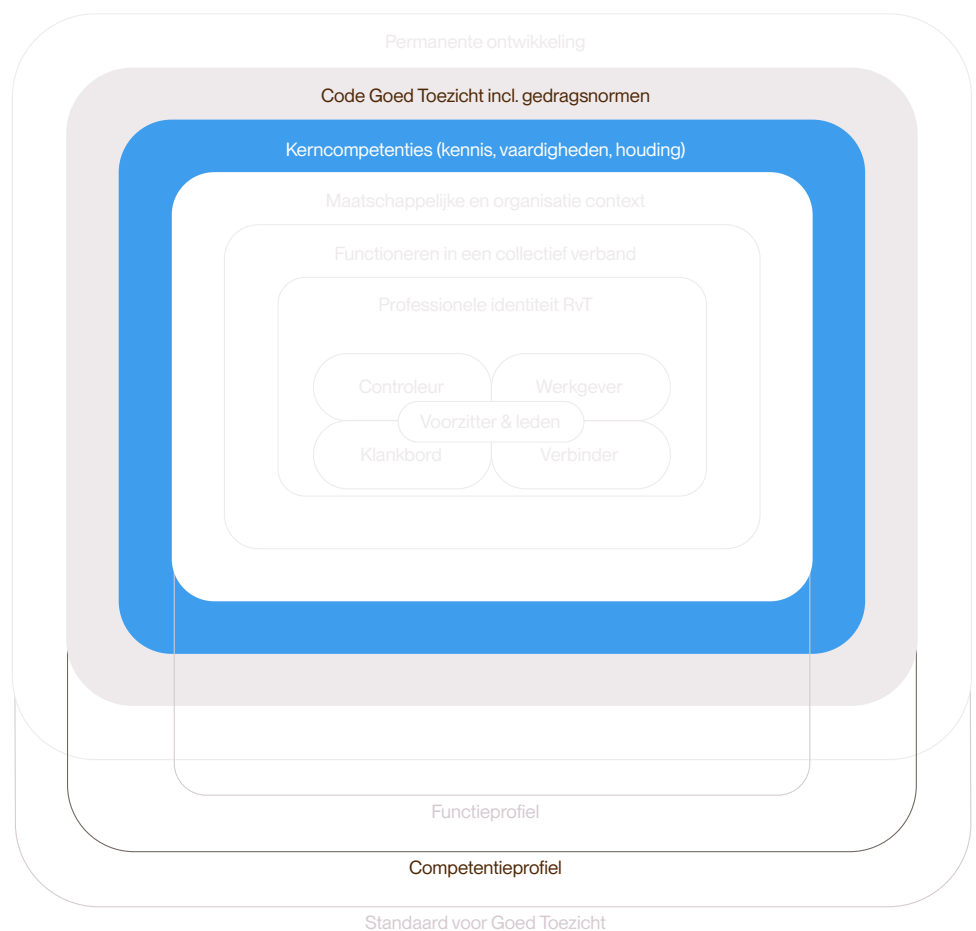 Permanente ontwikkeling
Code Goed Toezicht incl. gedragsnormen
Kerncompetenties (kennis, vaardigheden, houding)
Maatschappelijke en organisatie context
Functioneren in een collectief verband
Professionele identiteit RvT
Controleur
Werkgever
Voorzitter & leden
Klankbord
Verbinder
Functieprofiel
Competentieprofiel
Standaard voor Goed Toezicht